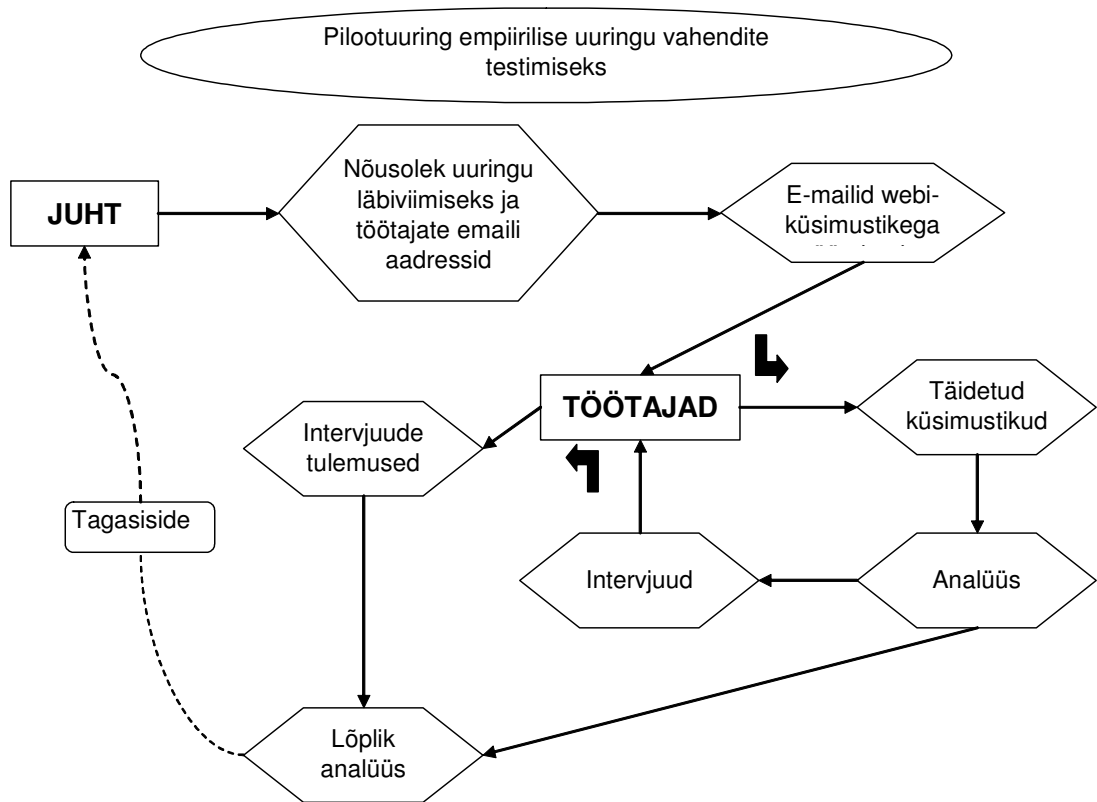 Pilootuuring empiirilise uuringu vahendite
testimiseks
JUHT
Nõusolek uuringu
läbiviimiseks ja
töötajate emaili
aadressid
E-mailid webi-
küsimustikega
TÖÖTAJAD
Täidetud
küsimustikud
Intervjuude
tulemused
Tagasiside
Intervjuud
Analüüs
Lõplik
analüüs